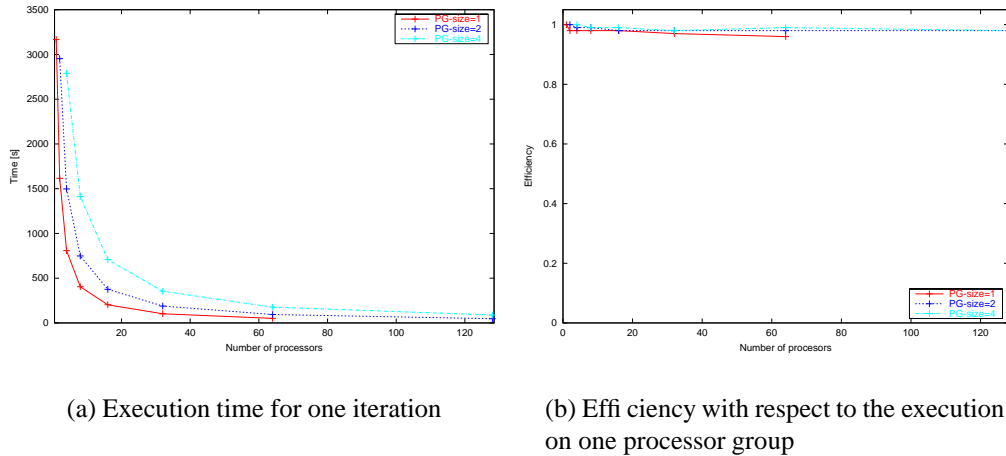 3500
3000
2500
2000
1500
1000
500
0
20
40
60
80
100
120
Time [s]
Number of processors
PG-size=1
PG-size=2
PG-size=4
1
0.8
0.6
0.4
0.2
0
0
20
40
60
80
100
120
Efficiency
Number of procesors
PG-size=1
PG-size=2
PG-size=4
(a) Execution time for one iteration
(b) Effi ciency with respect to the execution
on one processor group